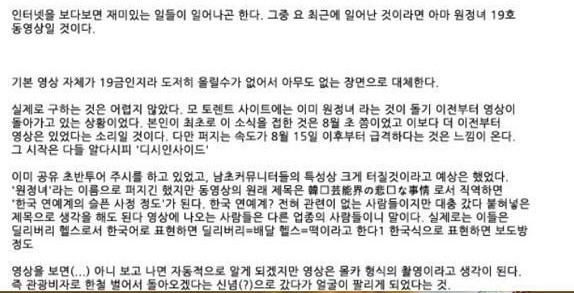 인터넷을 보다보면 재미있는 일들이 일어나곤 한다. 그중 요 최근에 일어난 것이라면 아마 원정녀 19호
동영상일 것이다.
기본 영상 자체가 19금인지라 도저히 올릴수가 없어서 아무도 없는 장면으로 대체한다.
실제로 구하는 것은 어렵지 않았다. 모 토렌트 사이트에는 이미 원정녀 라는 것이 돌기 이전부터 영상이
돌아가고 있는 상황이었다. 본인이 최초로 이 소식을 접한 것은 8월 초 쯤이었고 이보다 더 이전부터
영상은 있었다는 소리일 것이다. 디만 퍼지는 속도가 8월 15일 이후부터 급격하다는 것은 느낌이 온다.
그 시작은 다들 알다시피 '디시인사이드'
이미 공유 초반투어 주시를 하고 있었고, 남초커뮤니터들의 특성상 크게 터질것이라고 예상은 했었다.
'원정녀'라는 이름으로 퍼지긴 했지만 동영상의 원래 제목은 韓口芸能界の悲口な事情 로서 직역하면
'한국 연예계의 슬픈 사정 정도'가 된다. 한국 연예계? 전혀 관련이 없는 사람들이지만 대충 갔다 붙혀넣은
제목으로 생각을 해도 된다 영상에 나오는 사람들은 다른 업종의 사람들이니 말이다. 실제로는 이들은
딜리버리 헬스로서 한국어로 표현하면 딜리버리=배달 헬스=떡이라고 한다1 한국식으로 표현하면 보도방
정도
영상을 보면(...) 아니 보고 나면 자동적으로 알게 되겠지만 영상은 몰카 형식의 촬영이라고 생각이 된다.
즉 관광비자로 한철 벌어서 돌아오겠다는 신념(?)으로 갔다가 얼굴이 팔리게 되었다는 것.